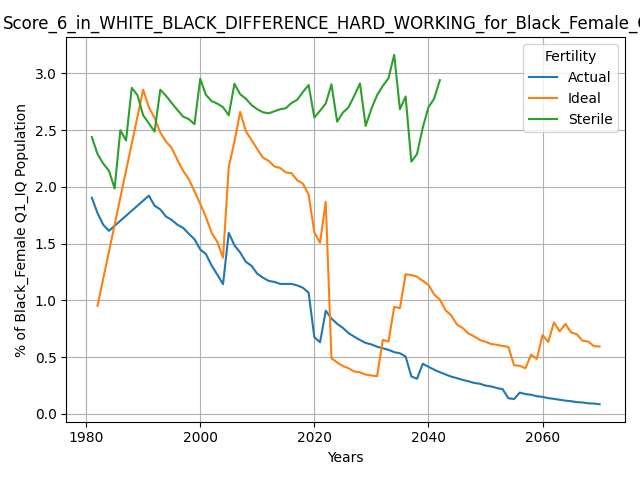 Score_6_in_WHITE_BLACK_DIFFERENCE_HARD_WORKING_for_Black_Female_
Fertility
Actual
Ideal
Sterile
% of Black_Female Q1_IQ Population
3.0
2.5
2.0
1.5
1.0
0.5
0.0
1980 2000 2020 2040 2060
Years